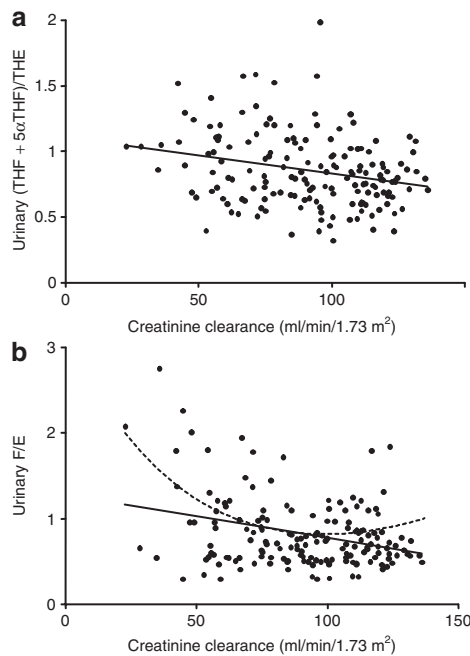 a
2
1.5
1
0.5
0
Urinary (THF + 5αTHF)/THE
0 50 100
Creatinine clearance (ml/min/1.73 m²)
b
3
2
1
0
Urinary F/E
0 50 100 150
Creatinine clearance (ml/min/1.73 m²)